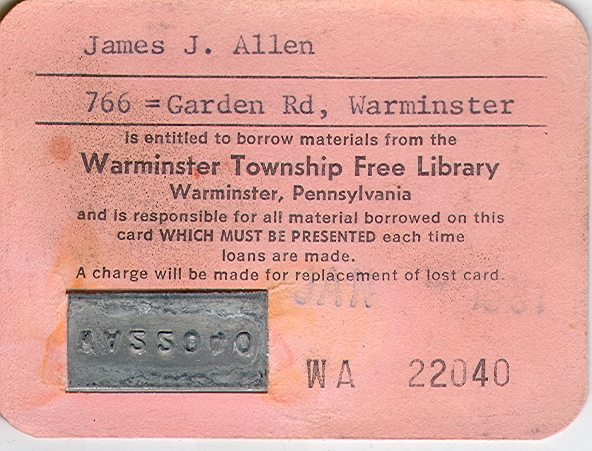 James J. Allen
766 =Garden Rd, Warminster
is entitled to borrow materials from the
Warminster Township Free Library
Warminster, Pennsylvania
and is responsible for all material borrowed on this
card WHICH MUST BE PRESENTED each time
loans are made.
A charge will be made for replacement of lost card.
WA22040
WA 22040